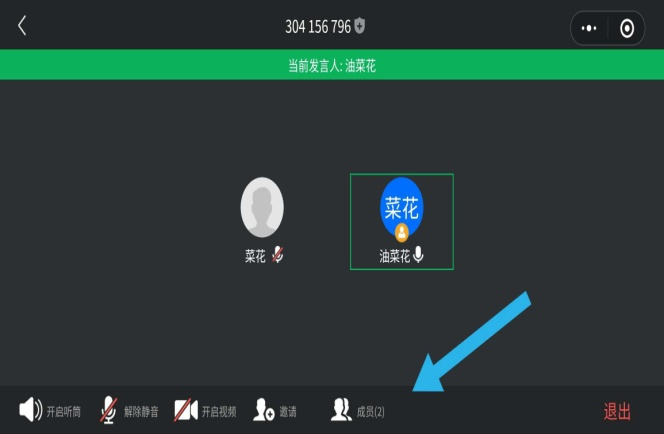 304 156 796
当前发言人: 油菜花
菜花
菜花
油菜花
开启听筒
解除静音
开启视频
邀请
成员(2)
退出